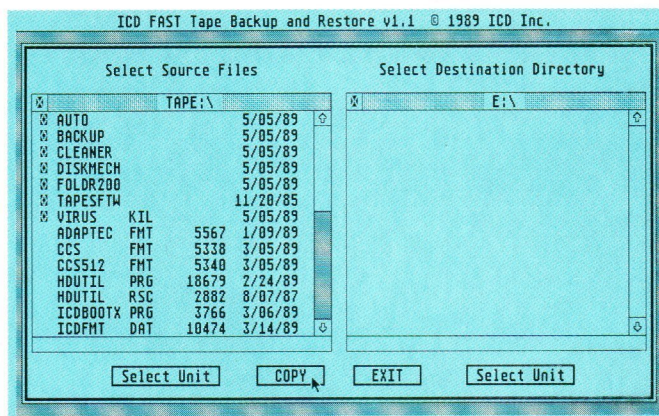 ICD FAST Tape Backup and Restore v1.1 © 1989 ICD Inc.
Select Source Files
Select Destination Directory
TAPE:\
E:\
AUTO 5/05/89
BACKUP 5/05/89
CLEANER 5/05/89
DISKMECH 5/05/89
FOLDR200 5/05/89
TAPESFTW 11/20/85
VIRUS KIL 5/05/89
ADAPTEC FMT 5567 1/09/89
CCS FMT 5338 3/05/89
CCS512 FMT 5340 3/05/89
HDUTIL PRG 18679 2/24/89
HDUTIL RSC 2882 8/07/87
ICDBOOTX PRG 3766 3/06/89
ICDFMT DAT 10474 3/14/89
Select Unit
COPY
EXIT
Select Unit